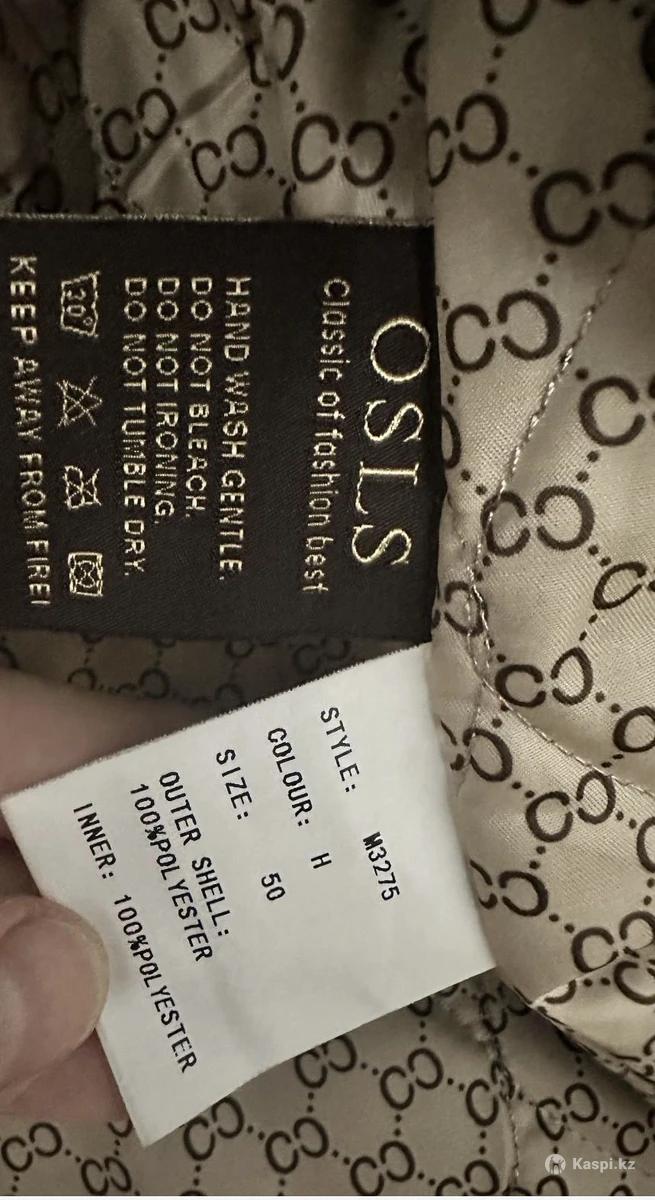 OSLS
classic of fashion best
HAND WASH GENTLE.
DO NOT BLEACH.
DO NOT IRONING.
DO NOT TUMBLE DRY.
30°
KEEP AWAY FROM FIRE!
STYLE: M3275
COLOUR: H
SIZE: 50
OUTER SHELL:
100%POLYESTER
INNER: 100%POLYESTER
Kaspi.kz